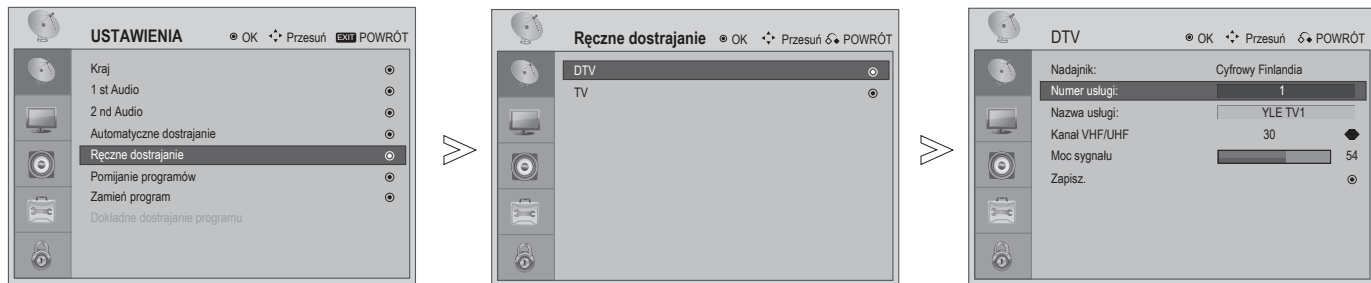 USTAWIENIA OK Przesuń EXIT POWRÓT
Kraj
1 st Audio
2 nd Audio
Automatyczne dostrajanie
Ręczne dostrajanie
Pomijanie programów
Zamień program
Dokładne dostrajanie programu
Ręczne dostrajanie OK Przesuń POWRÓT
DTV
TV
DTV OK Przesuń POWRÓT
Nadajnik: Cyfrowy Finlandia
Numer usługi: 1
Nazwa usługi: YLE TV1
Kanał VHF/UHF 30
Moc sygnału 54
Zapisz.